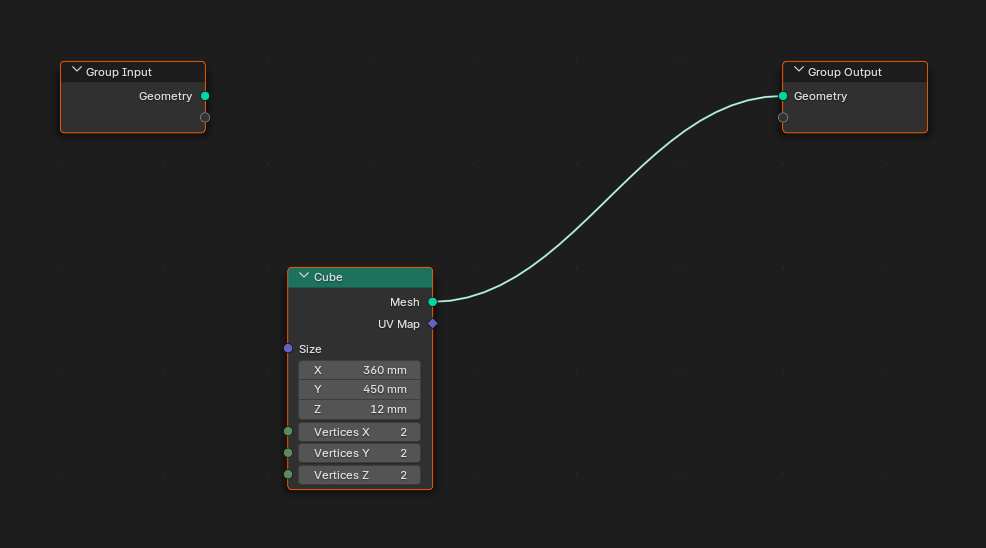 Group Input
Geometry
Group Output
Geometry
Cube
Mesh
UV Map
Size
X 360 mm
Y 450 mm
Z 12 mm
Vertices X 2
Vertices Y 2
Vertices Z 2